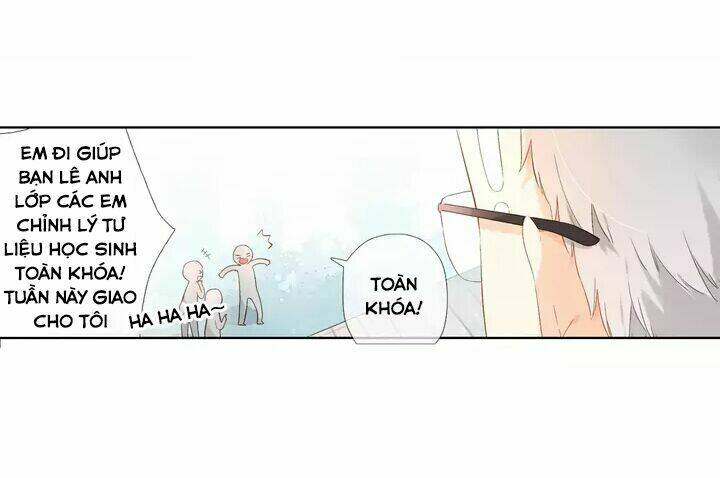 EM ĐI GIÚP
BẠN LÊ ANH
LỚP CÁC EM
CHỈNH LÝ TƯ
LIỆU HỌC SINH
TOÀN KHÓA!
TUẦN NÀY GIAO
CHO TÔI
HA HA HA~
TOÀN
KHÓA!